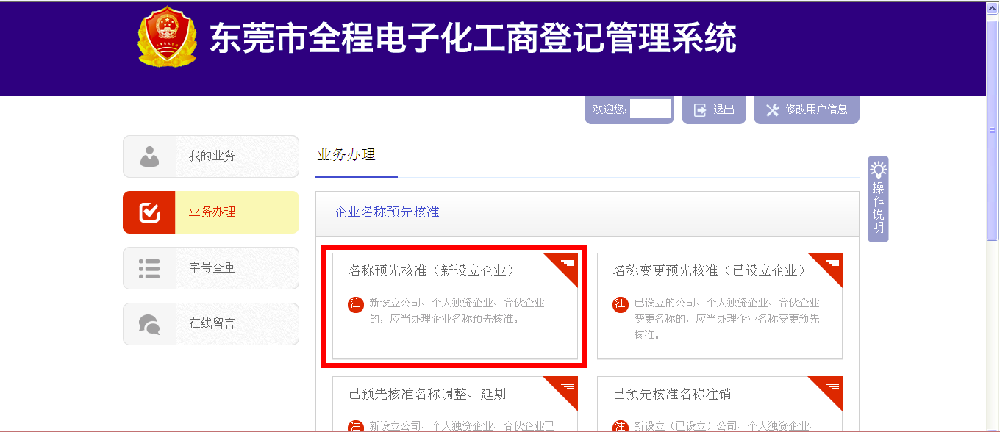 东莞市全程电子化工商登记管理系统
欢迎您:
退出
修改用户信息
我的业务
业务办理
字号查重
在线留言
业务办理
企业名称预先核准
名称预先核准（新设立企业）
注 新设立公司、个人独资企业、合伙企业
的，应当办理企业名称预先核准。
名称变更预先核准（已设立企业）
注 已设立的公司、个人独资企业、合伙企业
变更名称的，应当办理企业名称变更预先
核准。
已预先核准名称调整、延期
注 新设立公司、个人独资企业、合伙企业已
已预先核准名称注销
注 新设立（已设立）公司、个人独资企业、
操作说明